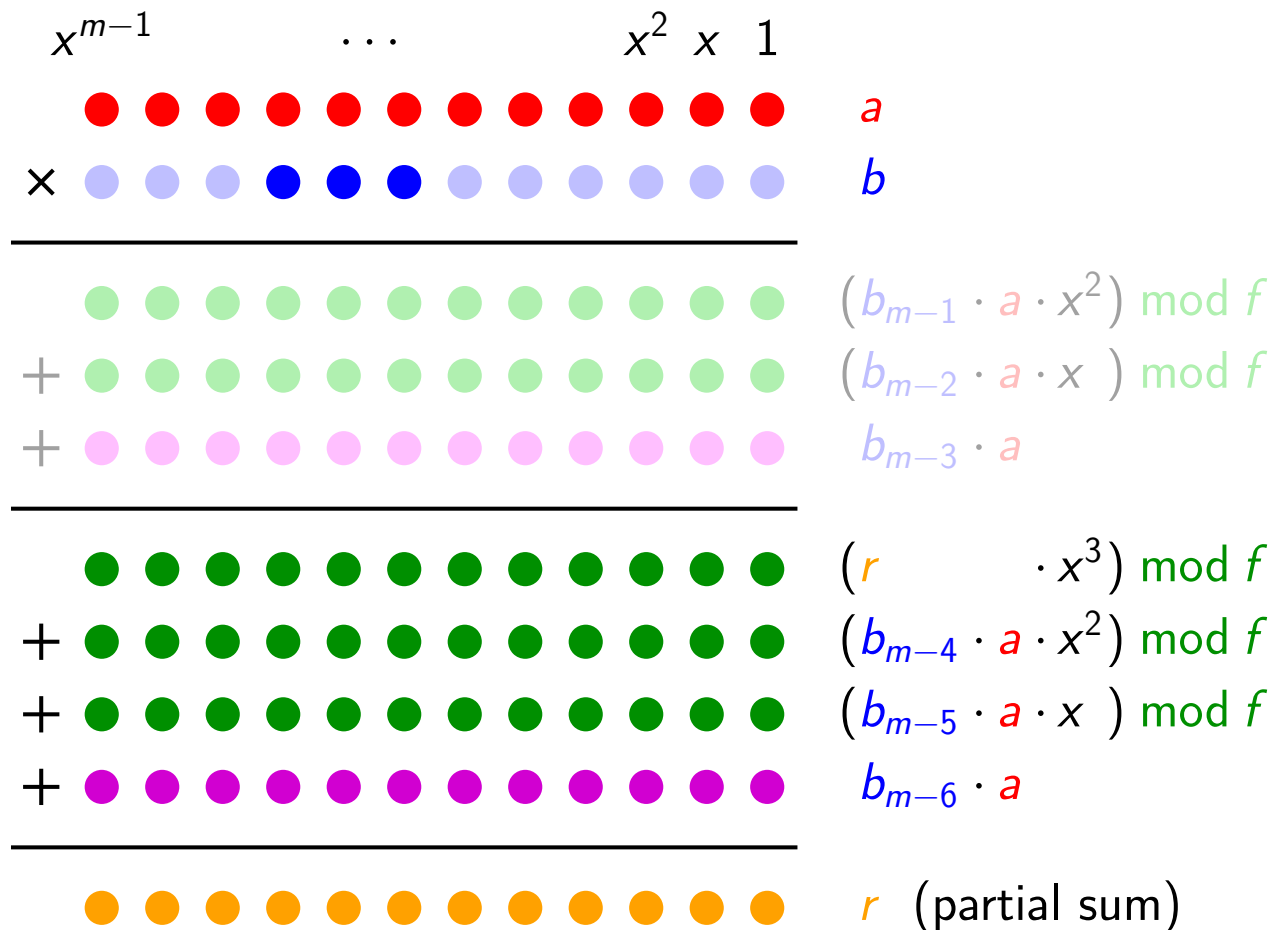 x^{m−1} ⋯ x^2 x 1
a
× b
(b_{m−1} · a · x^2) mod f
+ (b_{m−2} · a · x ) mod f
+ b_{m−3} · a
(r · x^3) mod f
+ (b_{m−4} · a · x^2) mod f
+ (b_{m−5} · a · x ) mod f
+ b_{m−6} · a
r (partial sum)